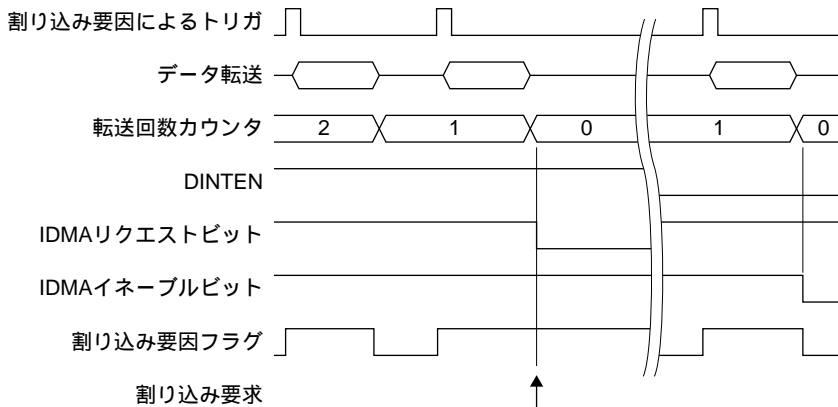 割り込み要因によるトリガ
データ転送
転送回数カウンタ 2 1 0 1 0
DINTEN
IDMAリクエストビット
IDMAイネーブルビット
割り込み要因フラグ
割り込み要求